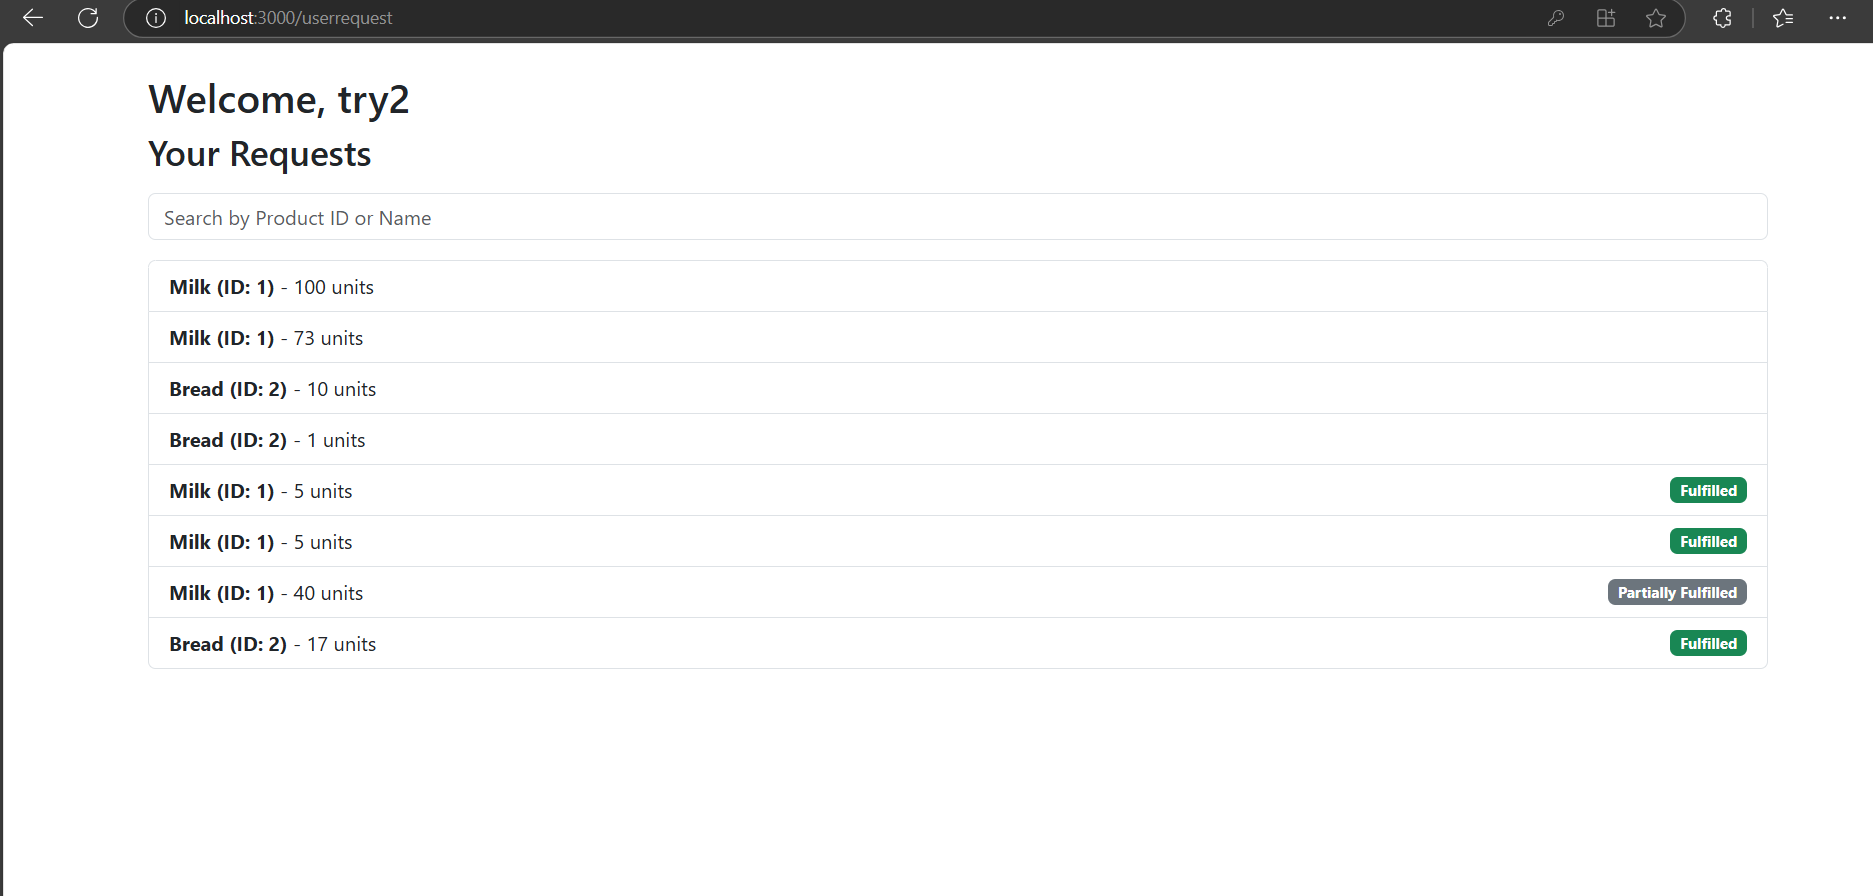 localhost:3000/userrequest
Welcome, try2
Your Requests
Search by Product ID or Name
Milk (ID: 1) - 100 units
Milk (ID: 1) - 73 units
Bread (ID: 2) - 10 units
Bread (ID: 2) - 1 units
Milk (ID: 1) - 5 units Fulfilled
Milk (ID: 1) - 5 units Fulfilled
Milk (ID: 1) - 40 units Partially Fulfilled
Bread (ID: 2) - 17 units Fulfilled